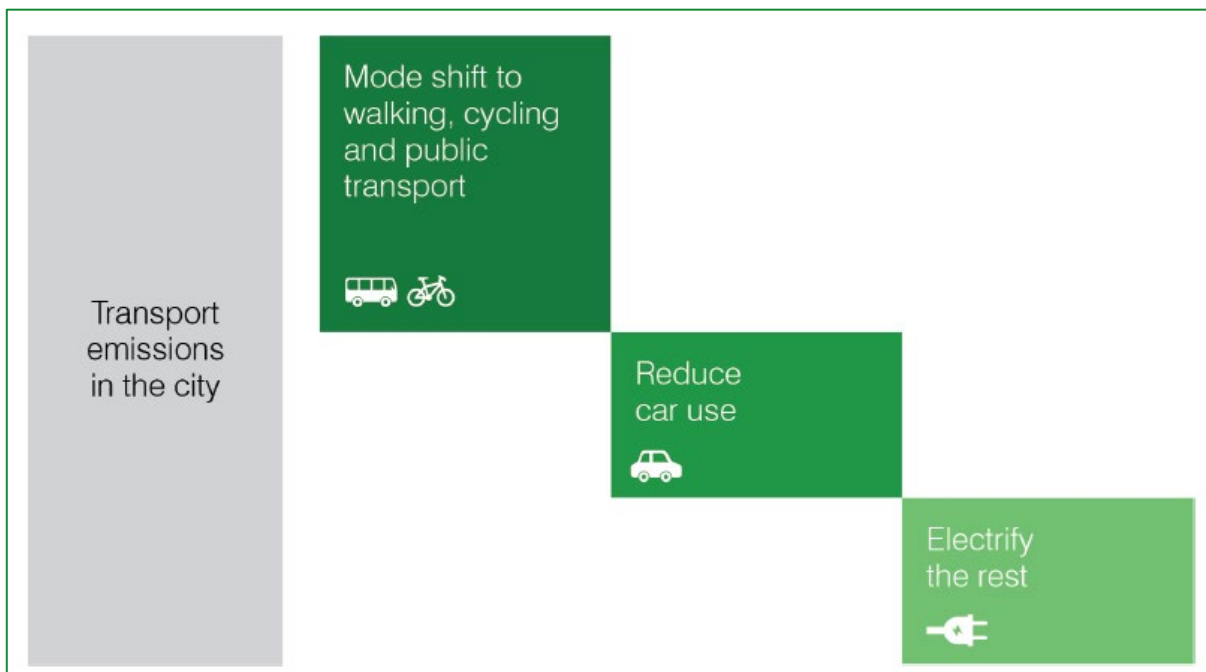 Transport
emissions
in the city
Mode shift to
walking, cycling
and public
transport
Reduce
car use
Electrify
the rest